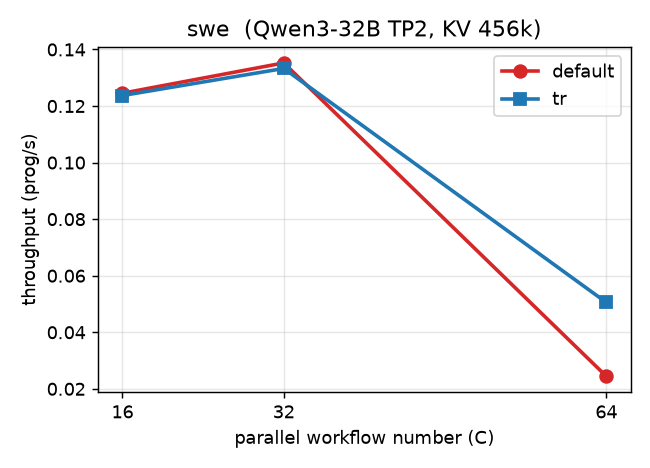 swe (Qwen3-32B TP2, KV 456k)
default
tr
throughput (prog/s)
0.14
0.12
0.10
0.08
0.06
0.04
0.02
16
32
64
parallel workflow number (C)